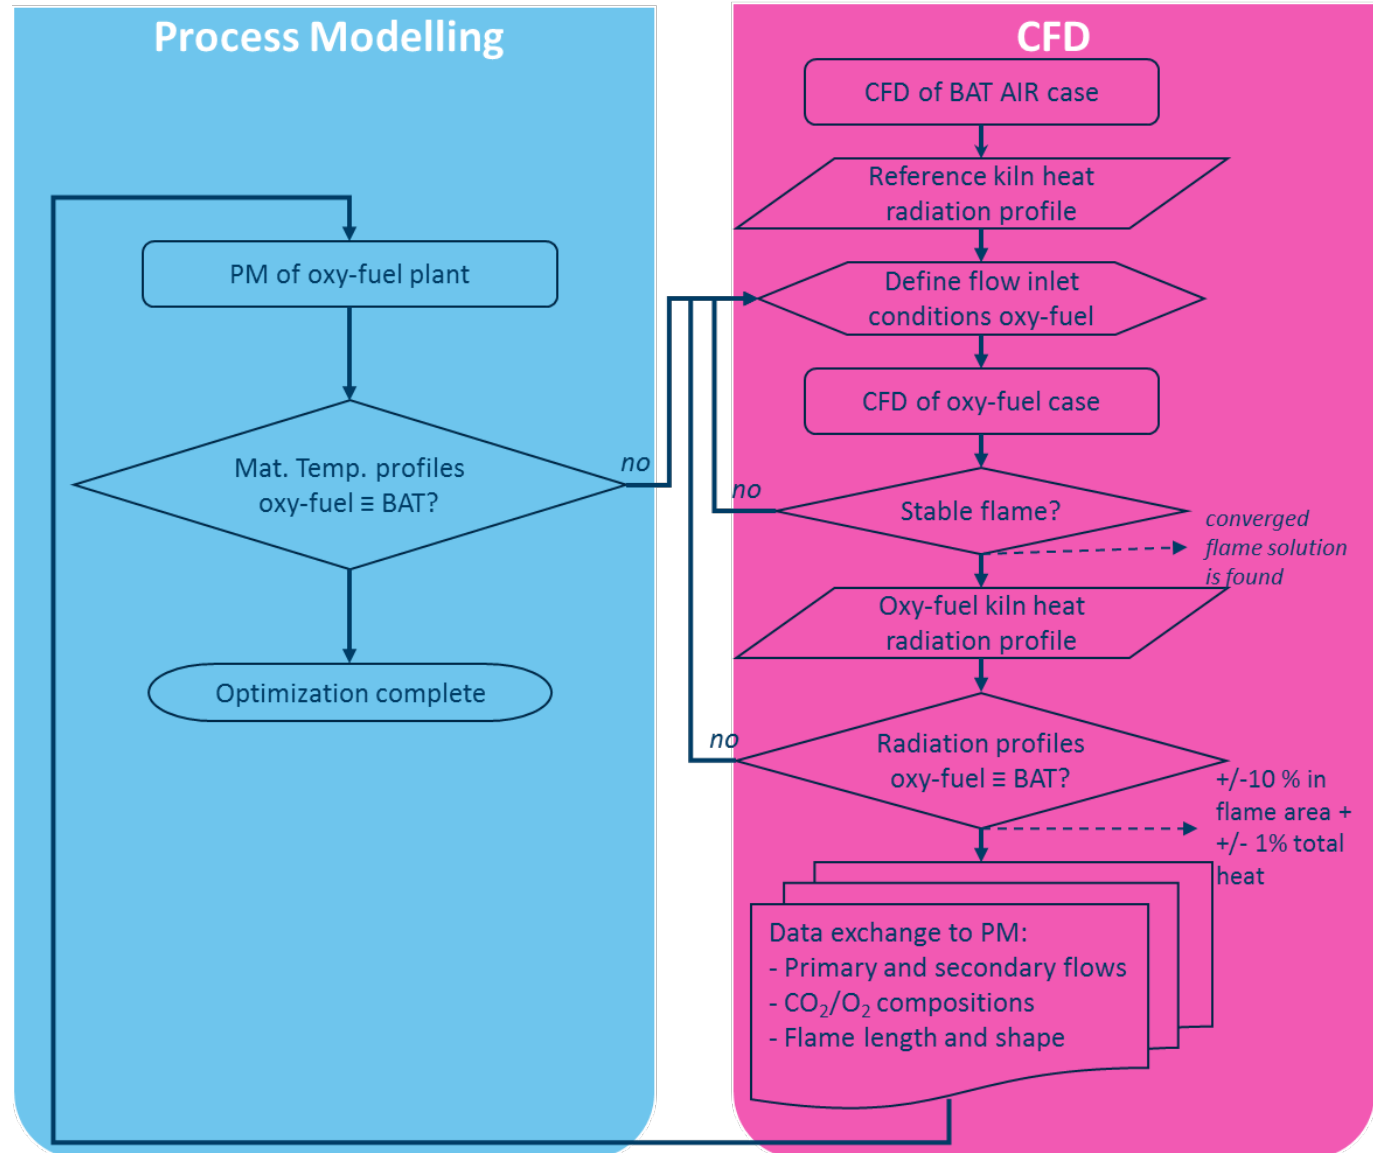 Process Modelling
PM of oxy-fuel plant
Mat. Temp. profiles
oxy-fuel ≡ BAT?
no
Optimization complete
CFD
CFD of BAT AIR case
Reference kiln heat
radiation profile
Define flow inlet
conditions oxy-fuel
CFD of oxy-fuel case
Stable flame?
no
converged
flame solution
is found
Oxy-fuel kiln heat
radiation profile
Radiation profiles
oxy-fuel ≡ BAT?
no
+/-10 % in
flame area +
+/- 1% total
heat
Data exchange to PM:
- Primary and secondary flows
- CO₂/O₂ compositions
- Flame length and shape